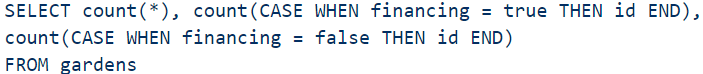 SELECT count(*), count(CASE WHEN financing = true THEN id END),
count(CASE WHEN financing = false THEN id END)
FROM gardens